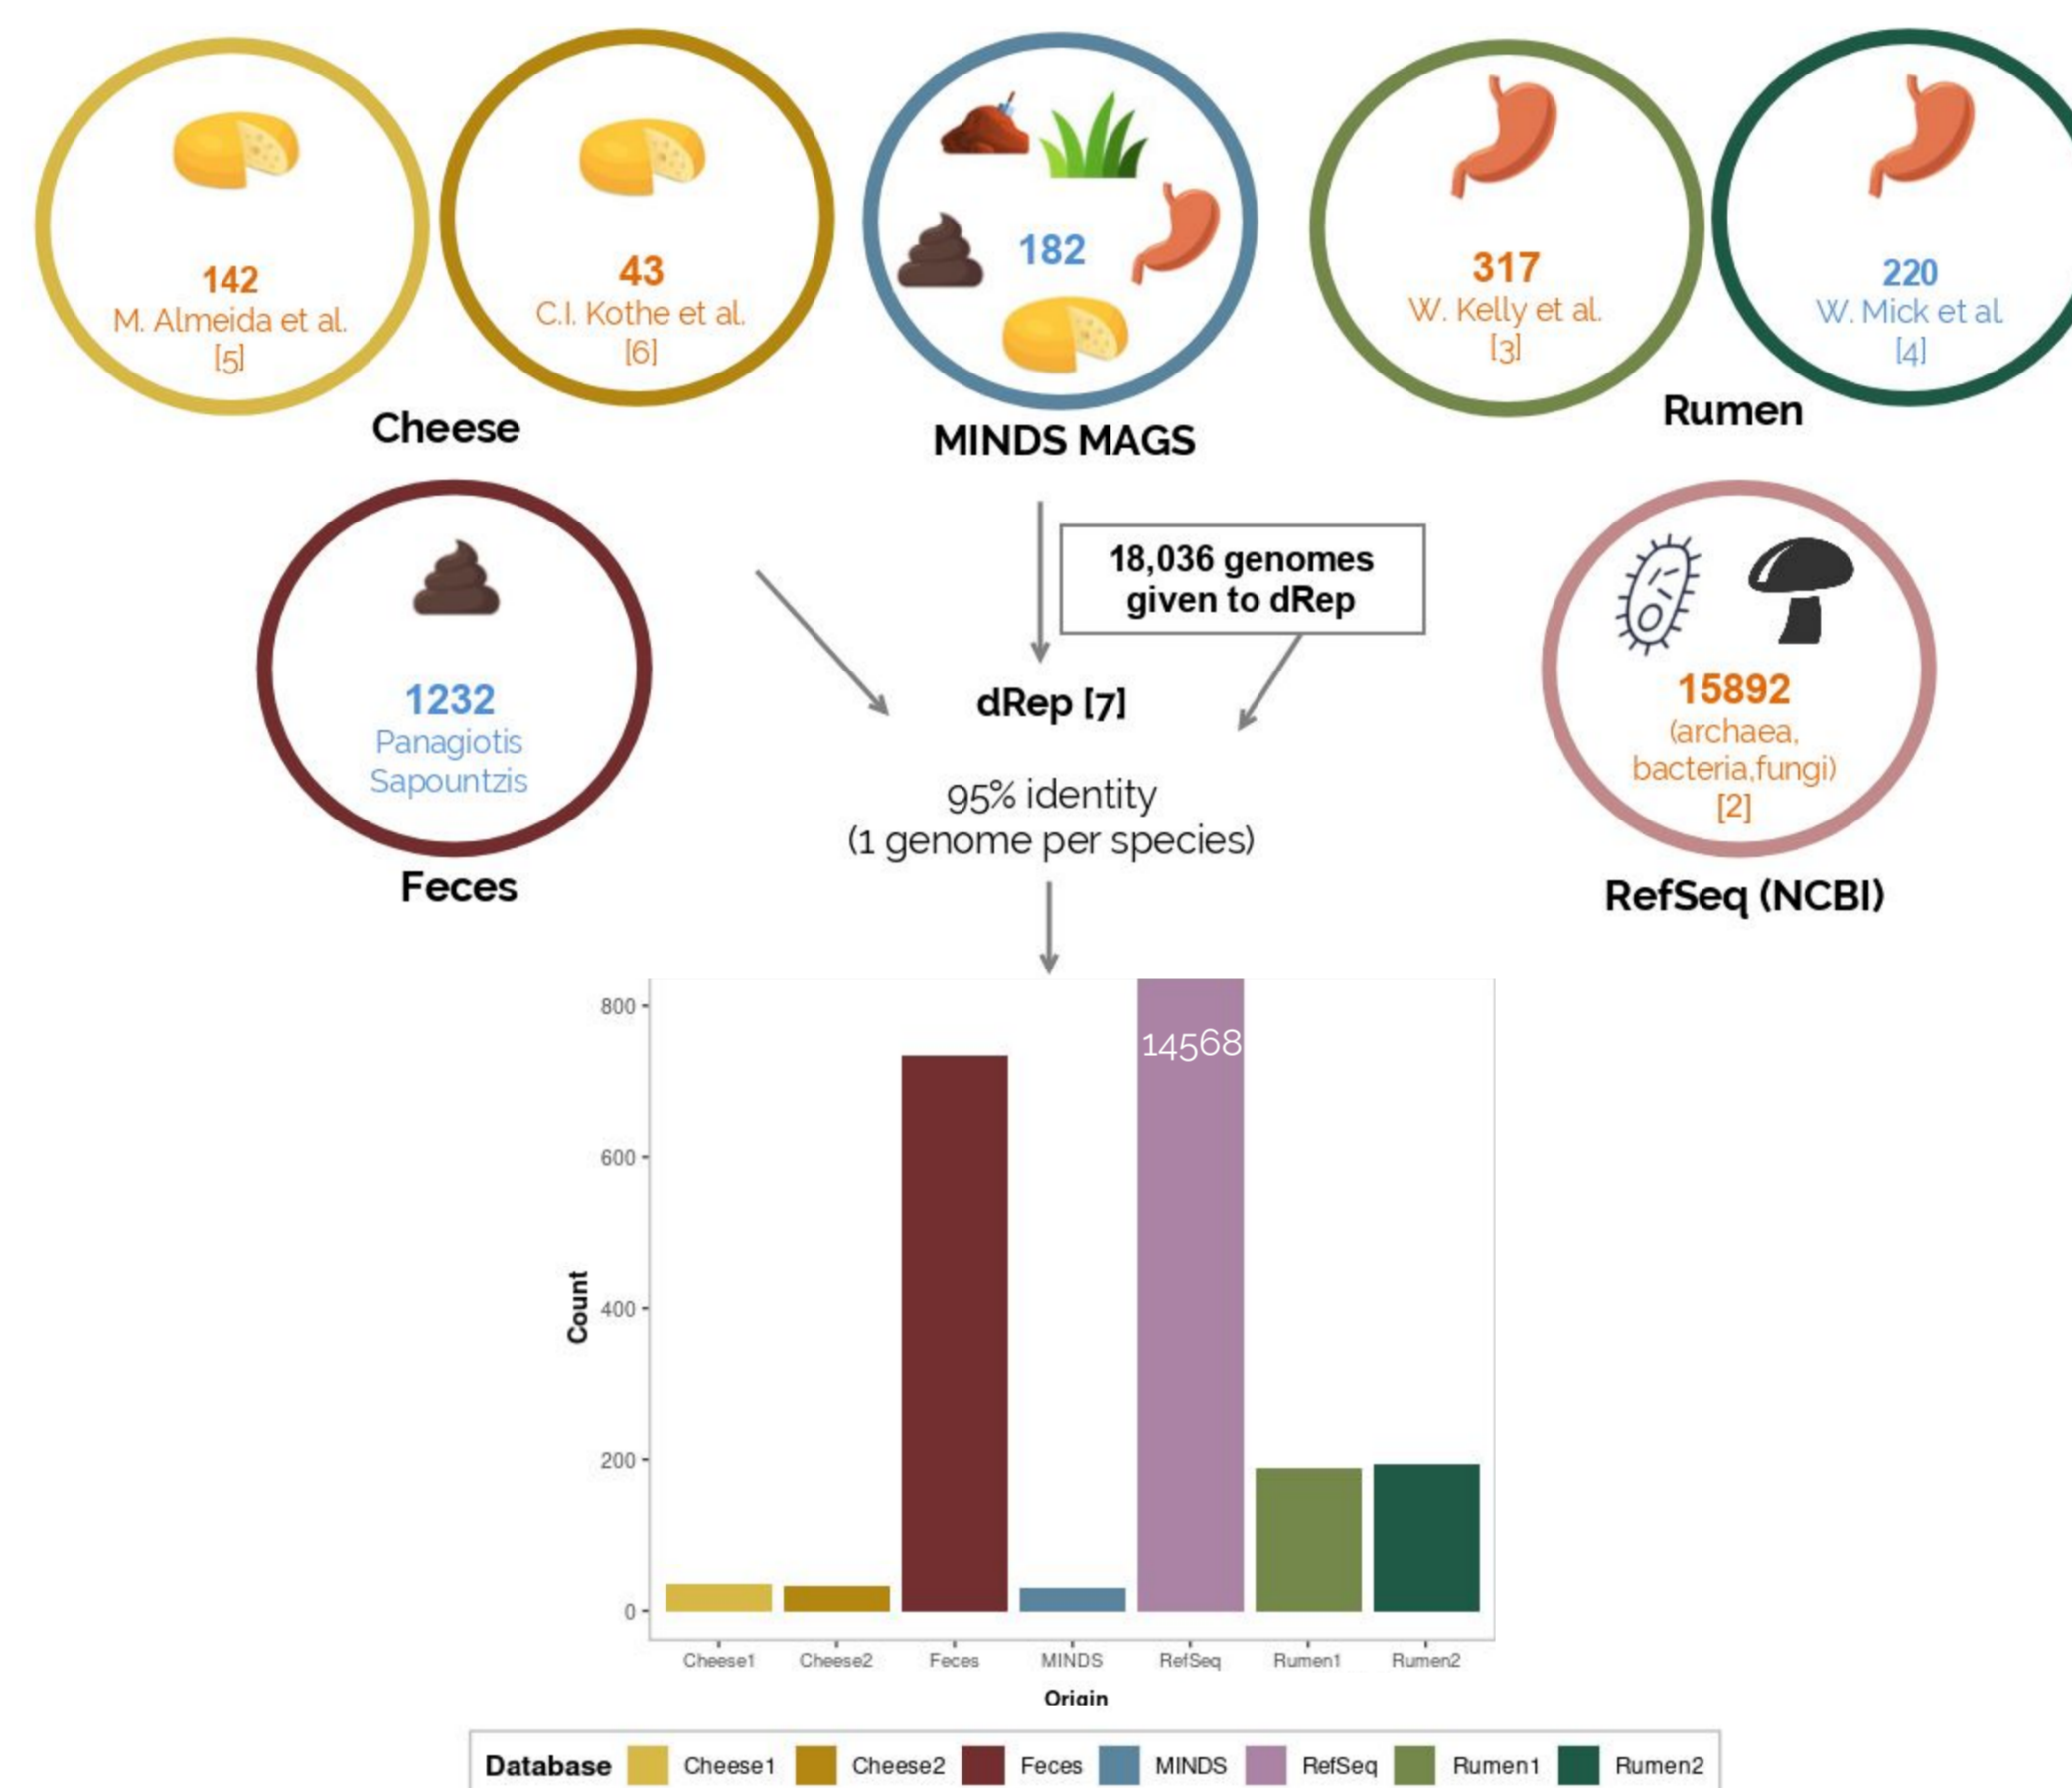 142
M. Almeida et al.
[5]
43
C.I. Kothe et al.
[6]
Cheese
182
MINDS MAGS
317
W. Kelly et al.
[3]
220
W. Mick et al.
[4]
Rumen
1232
Panagiotis
Sapountzis
Feces
18,036 genomes
given to dRep
dRep [7]
95% identity
(1 genome per species)
15892
(archaea,
bacteria,fungi)
[2]
RefSeq (NCBI)
Count
800
600
400
200
0
14568
Cheese1 Cheese2 Feces MINDS RefSeq Rumen1 Rumen2
Origin
Database Cheese1 Cheese2 Feces MINDS RefSeq Rumen1 Rumen2